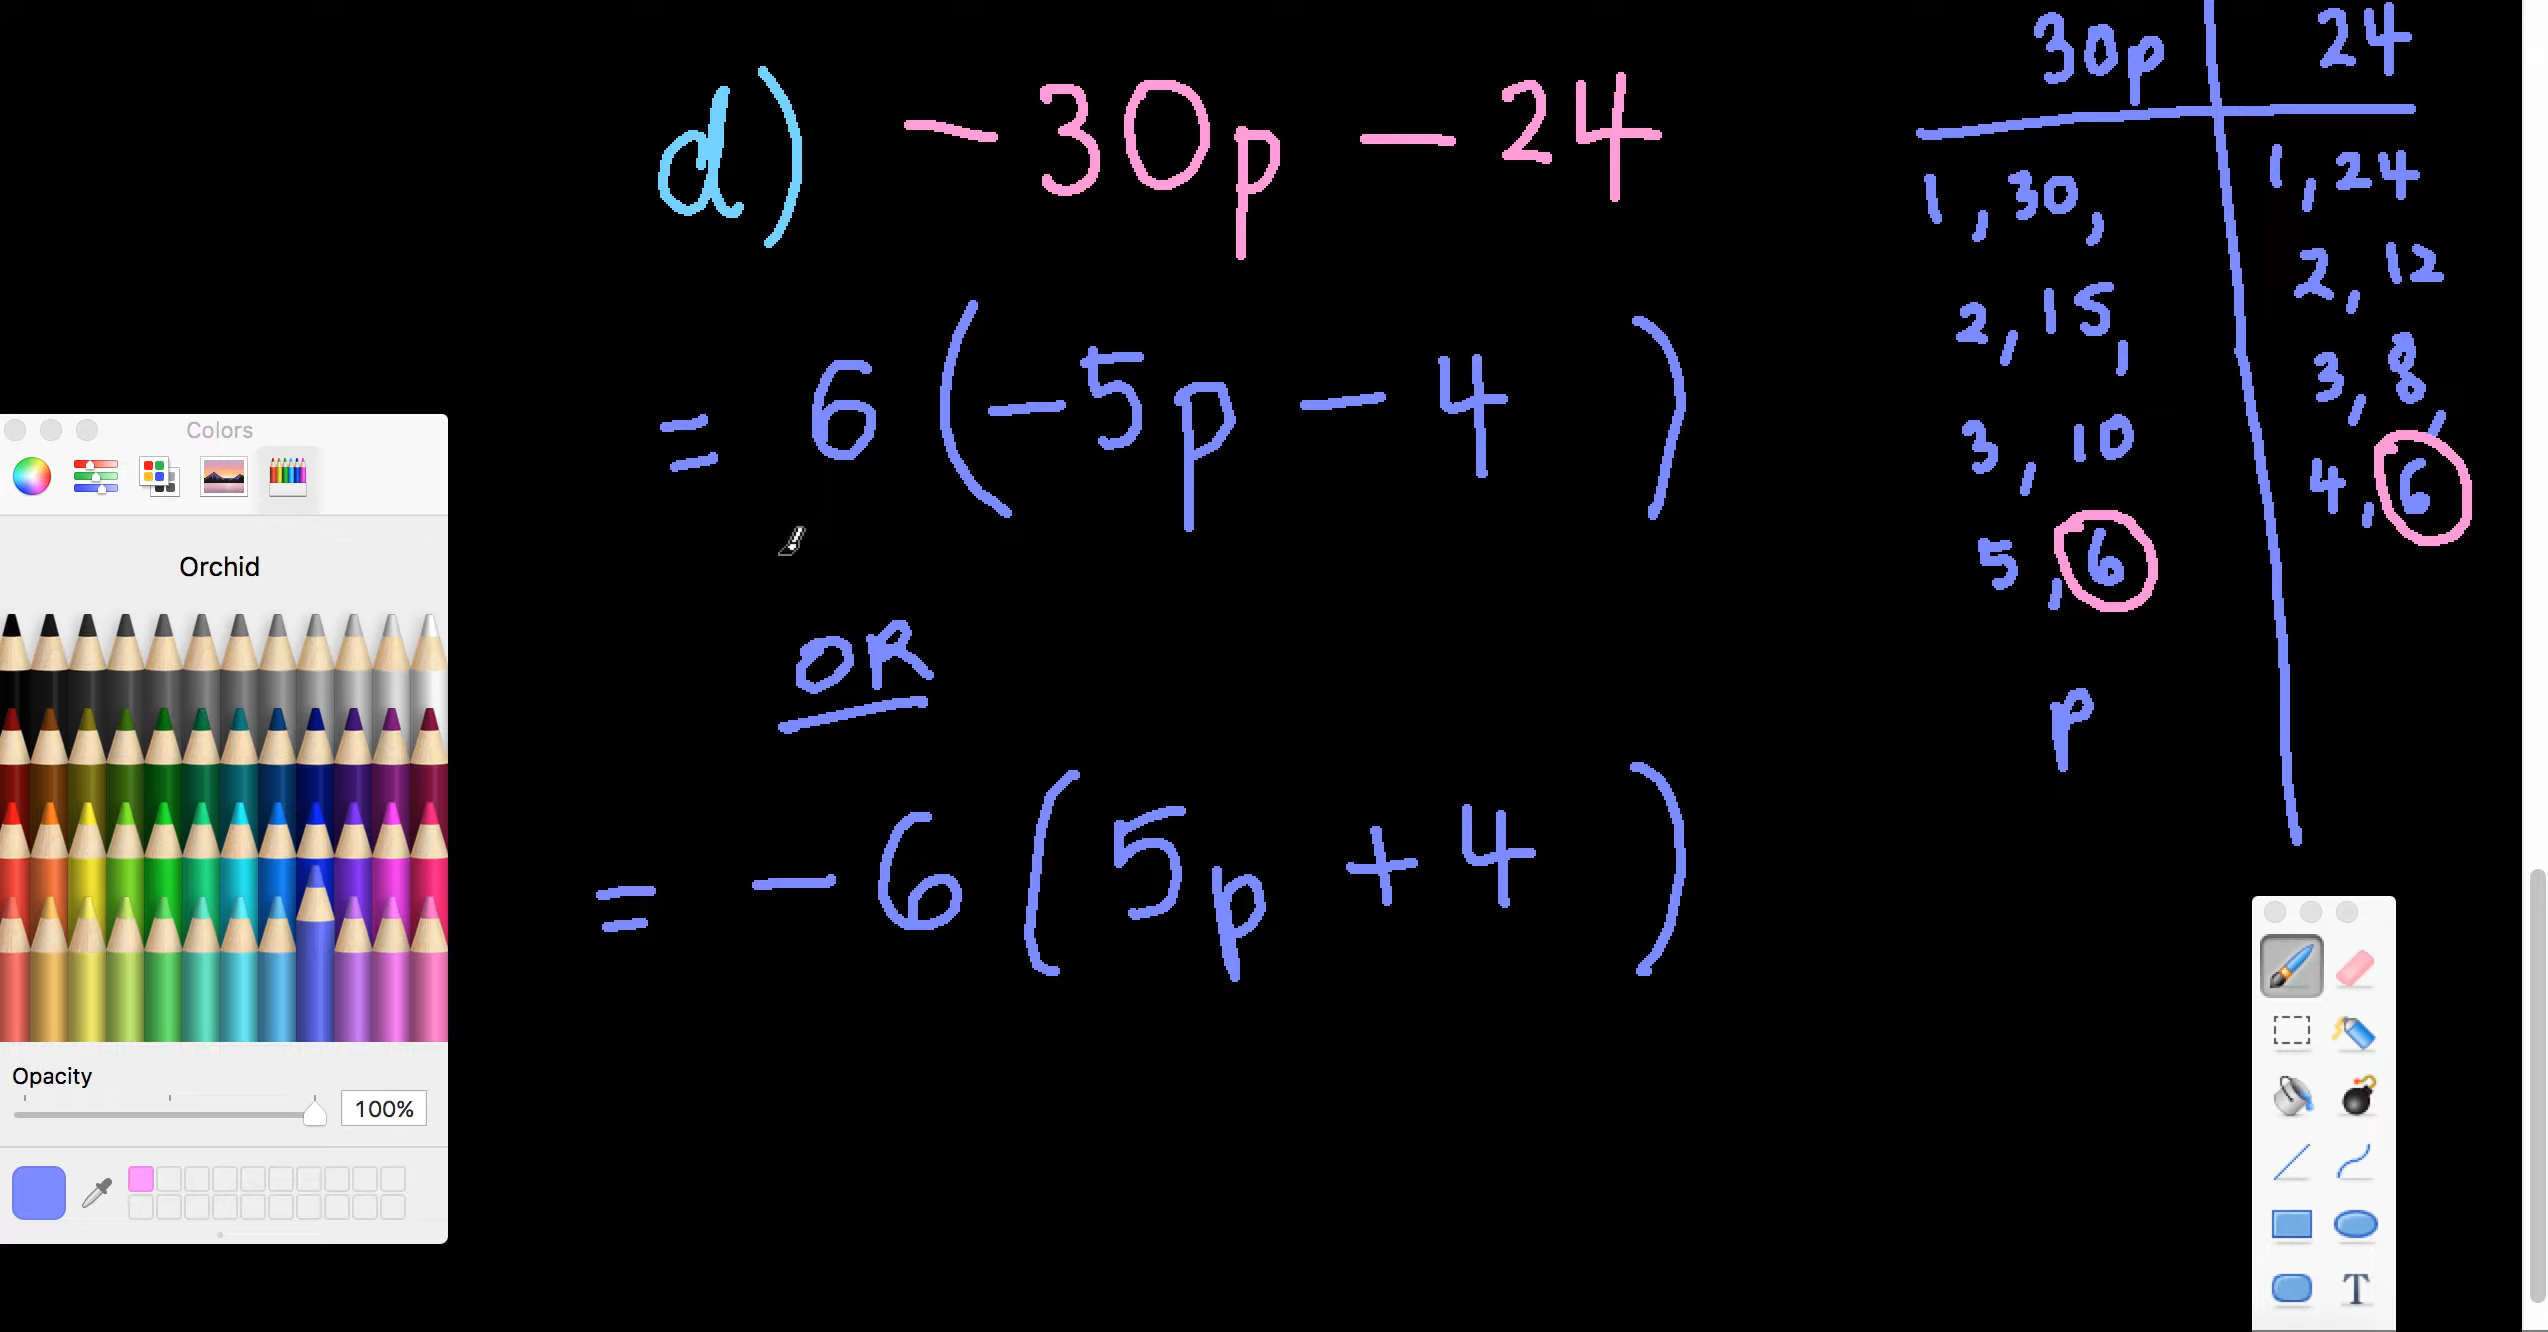 d) -30p - 24
= 6 (-5p - 4)
OR
= -6 (5p + 4)
30p 24
1, 30, 1, 24
2, 15, 2, 12
3, 10 3, 8,
5, 6 4, 6
p
Colors
Orchid
Opacity
100%
T